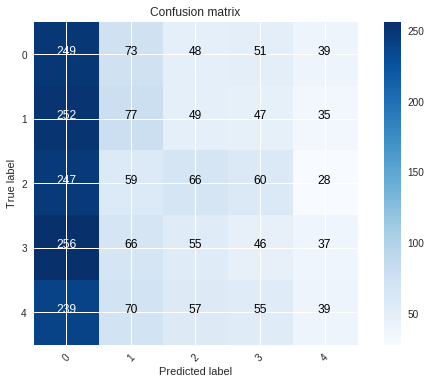 Confusion matrix
0 249 73 48 51 39
1 252 77 49 47 35
2 247 59 66 60 28
3 256 66 55 46 37
4 239 70 57 55 39
0 1 2 3 4
True label
Predicted label
250
200
150
100
50